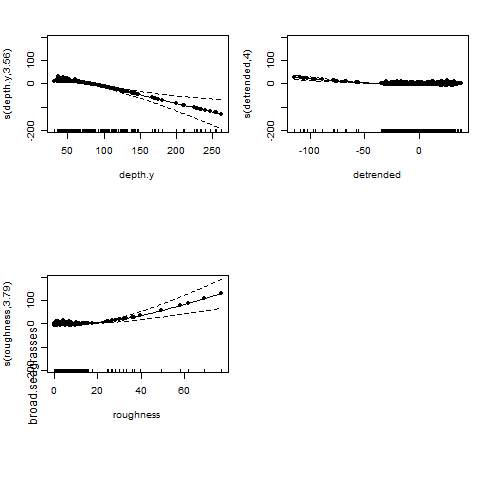 s(depth.y,3.56)
-200 0 100
50 100 150 200 250
depth.y
s(detrended,4)
-200 0 100
-100 -50 0
detrended
s(roughness,3.79)
broad.seagrasses
-200 0 100
0 20 40 60
roughness